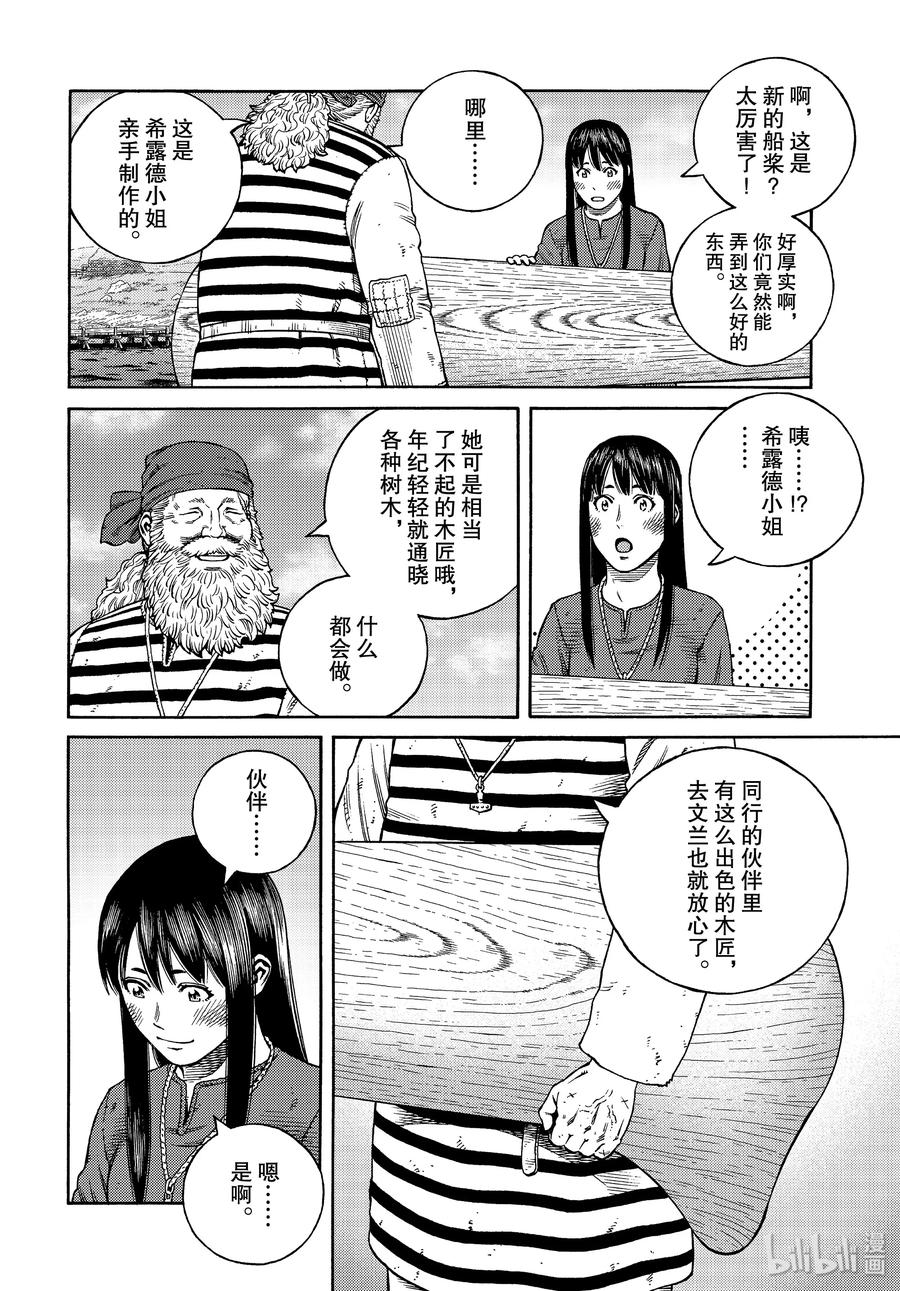 啊，这是
新的船桨？
太厉害了！
好厚实啊，
你们竟然能
弄到这么好的
东西。
哪里……
这是
希露德小姐
亲手制作的。
咦……!?
希露德小姐
……
她可是相当
了不起的木匠哦，
年纪轻轻就通晓
各种树木，
什么
都会做。
同行的伙伴里
有这么出色的木匠，
去文兰也就放心了。
伙伴……
嗯……
是啊。
bilibili漫画